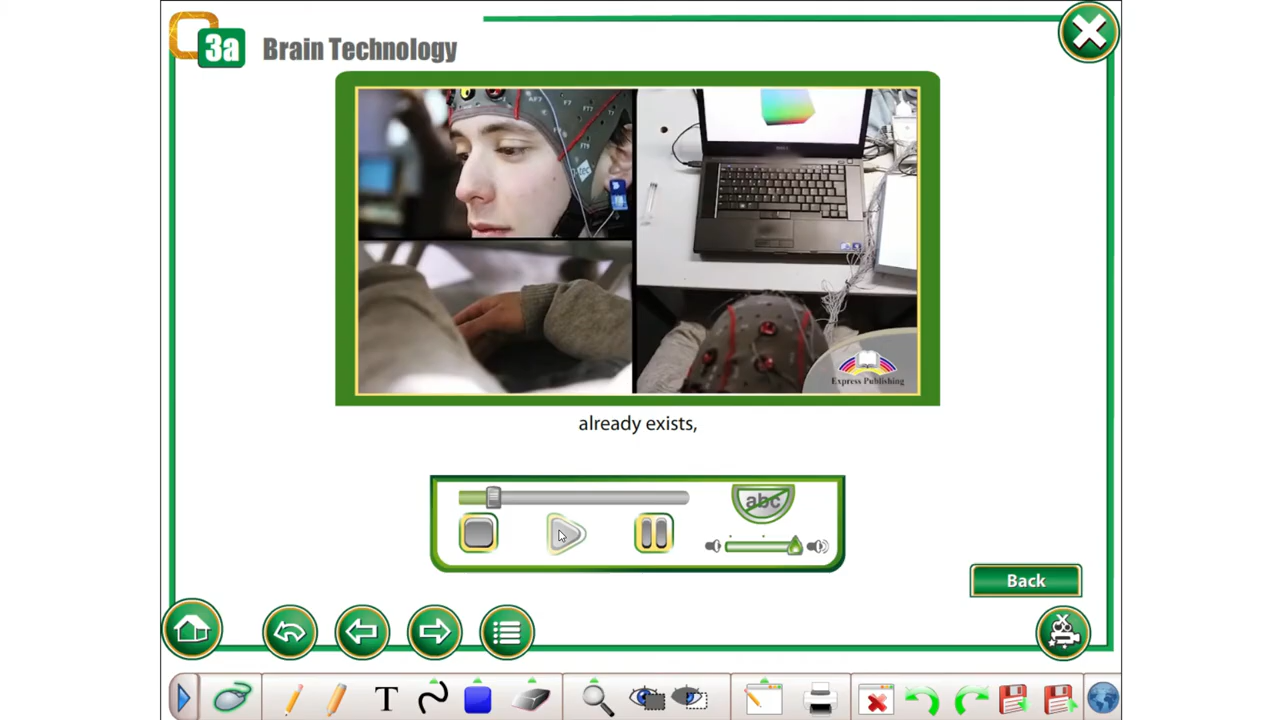 3a
Brain Technology
Express Publishing
already exists,
abc
Back
T